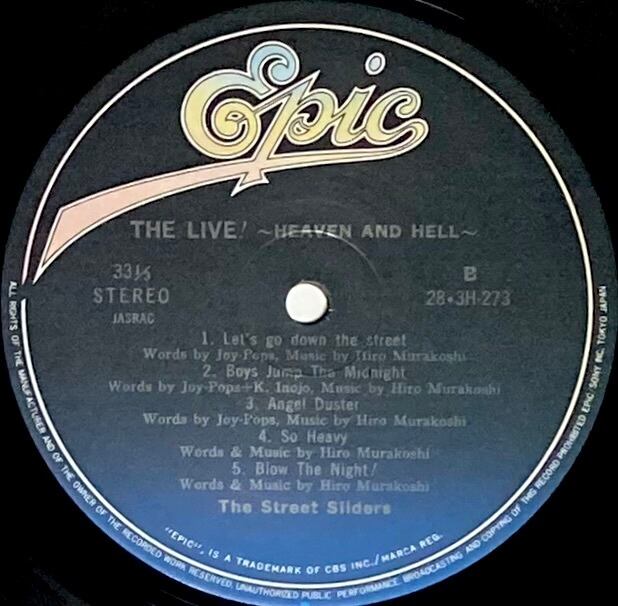 Epic
THE LIVE! ~HEAVEN AND HELL~
33⅓
STEREO
JASRAC
B
28・3H-273
1. Let's go down the street
Words by Joy-Pops, Music by Hiro Murakoshi
2. Boys Jump The Midnight
Words by Joy-Pops+K. Inojo, Music by Hiro Murakoshi
3. Angel Duster
Words by Joy-Pops, Music by Hiro Murakoshi
4. So Heavy
Words & Music by Hiro Murakoshi
5. Blow The Night!
Words & Music by Hiro Murakoshi
The Street Sliders
"EPIC", IS A TRADEMARK OF CBS INC./MARCA REG.
ALL RIGHTS OF THE MANUFACTURER AND OF THE OWNER OF THE RECORDED WORK RESERVED. UNAUTHORIZED PUBLIC PERFORMANCE, BROADCASTING AND COPYING OF THIS RECORD PROHIBITED EPIC/SONY INC. TOKYO JAPAN